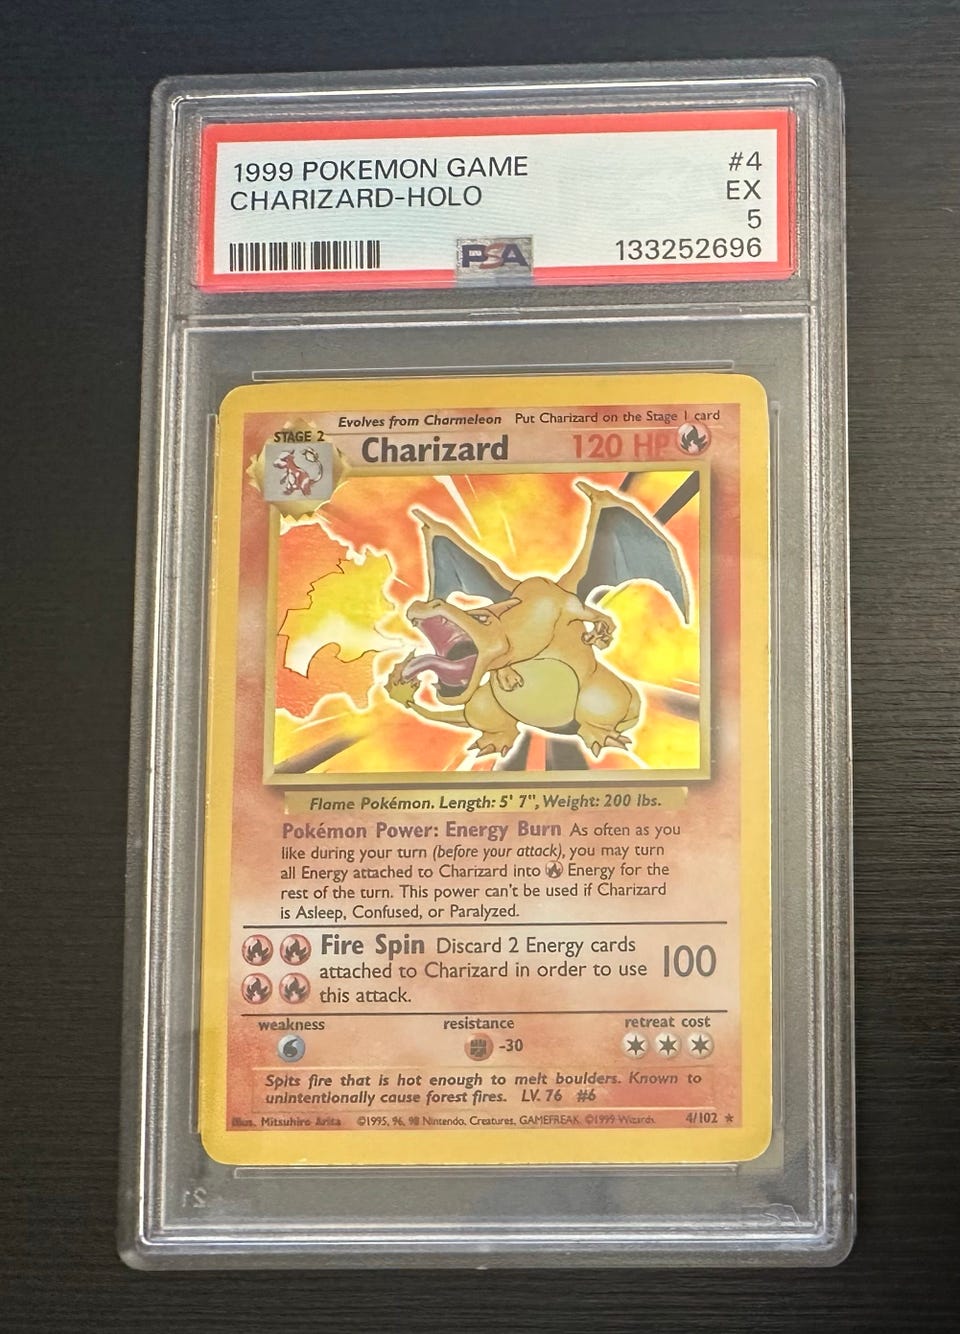 1999 POKEMON GAME #4
CHARIZARD-HOLO EX
5
PSA 133252696
Evolves from Charmeleon Put Charizard on the Stage 1 card
STAGE 2
Charizard 120 HP
Flame Pokémon. Length: 5' 7", Weight: 200 lbs.
Pokémon Power: Energy Burn As often as you
like during your turn (before your attack), you may turn
all Energy attached to Charizard into Energy for the
rest of the turn. This power can't be used if Charizard
is Asleep, Confused, or Paralyzed.
Fire Spin Discard 2 Energy cards
attached to Charizard in order to use 100
this attack.
weakness resistance retreat cost
-30
Spits fire that is hot enough to melt boulders. Known to
unintentionally cause forest fires. LV. 76 #6
Illus. Mitsuhiro Arita ©1995, 96, 98 Nintendo, Creatures, GAMEFREAK. ©1999 Wizards. 4/102